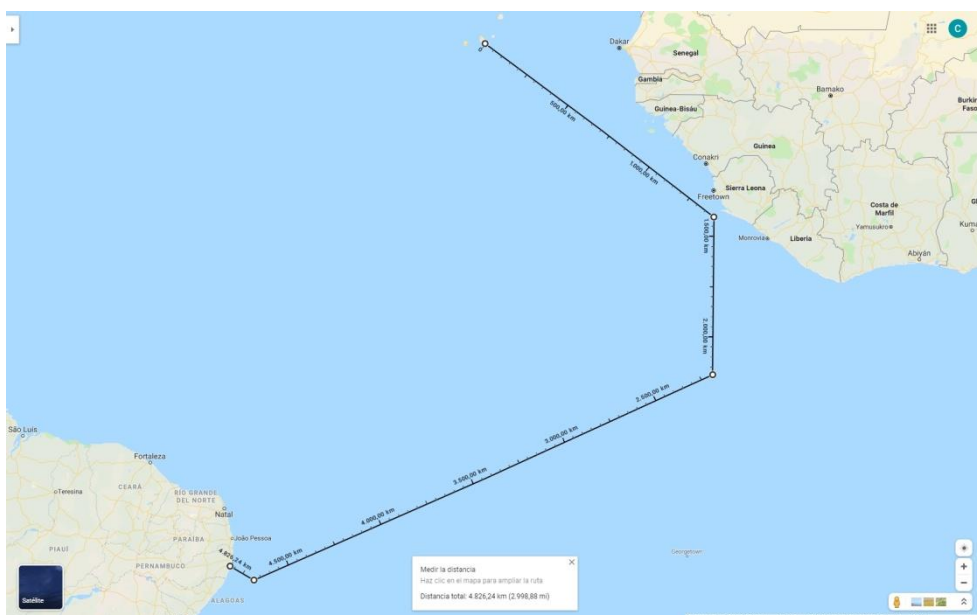 C
Dakar
Senegal
Gambia
Bamako
Burkin
Faso
Guinea-Bisáu
Guinea
Conakri
Sierra Leona
Freetown
Costa de
Marfil
Yamusukro
Monrovia
Liberia
Abiyán
Kuma
500,00 km
1.000,00 km
1.500,00 km
2.000,00 km
2.500,00 km
3.000,00 km
3.500,00 km
4.000,00 km
4.500,00 km
4.826,24 km
São Luís
Fortaleza
Teresina
CEARÁ
RÍO GRANDE
DEL NORTE
Natal
PARAÍBA
João Pessoa
PIAUÍ
PERNAMBUCO
ALAGOAS
Georgetown
Satélite
Medir la distancia
Haz clic en el mapa para ampliar la ruta
Distancia total: 4.826,24 km (2.998,88 mi)